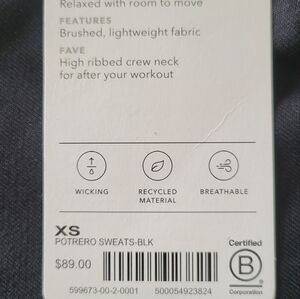 Relaxed with room to move
FEATURES
Brushed, lightweight fabric
FAVE
High ribbed crew neck
for after your workout
WICKING
RECYCLED
MATERIAL
BREATHABLE
XS
POTRERO SWEATS-BLK
$89.00
599673-00-2-0001
500054923824
Certified
B
Corporation